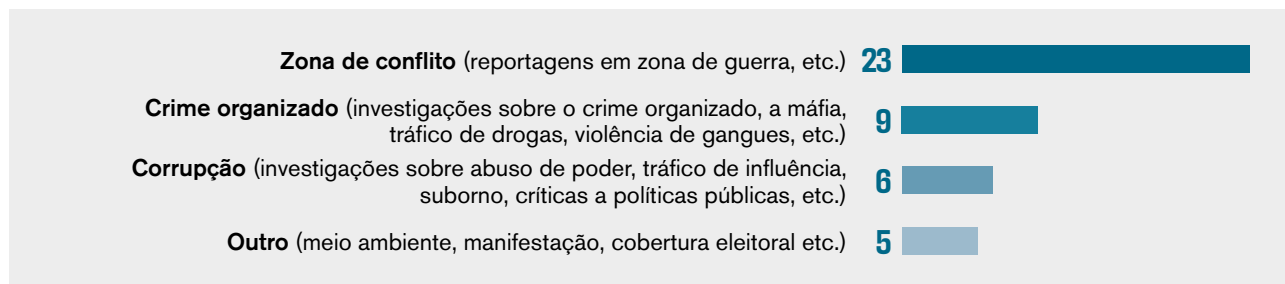 Zona de conflito (reportagens em zona de guerra, etc.) 23
Crime organizado (investigações sobre o crime organizado, a máfia,
tráfico de drogas, violência de gangues, etc.) 9
Corrupção (investigações sobre abuso de poder, tráfico de influência,
suborno, críticas a políticas públicas, etc.) 6
Outro (meio ambiente, manifestação, cobertura eleitoral etc.) 5